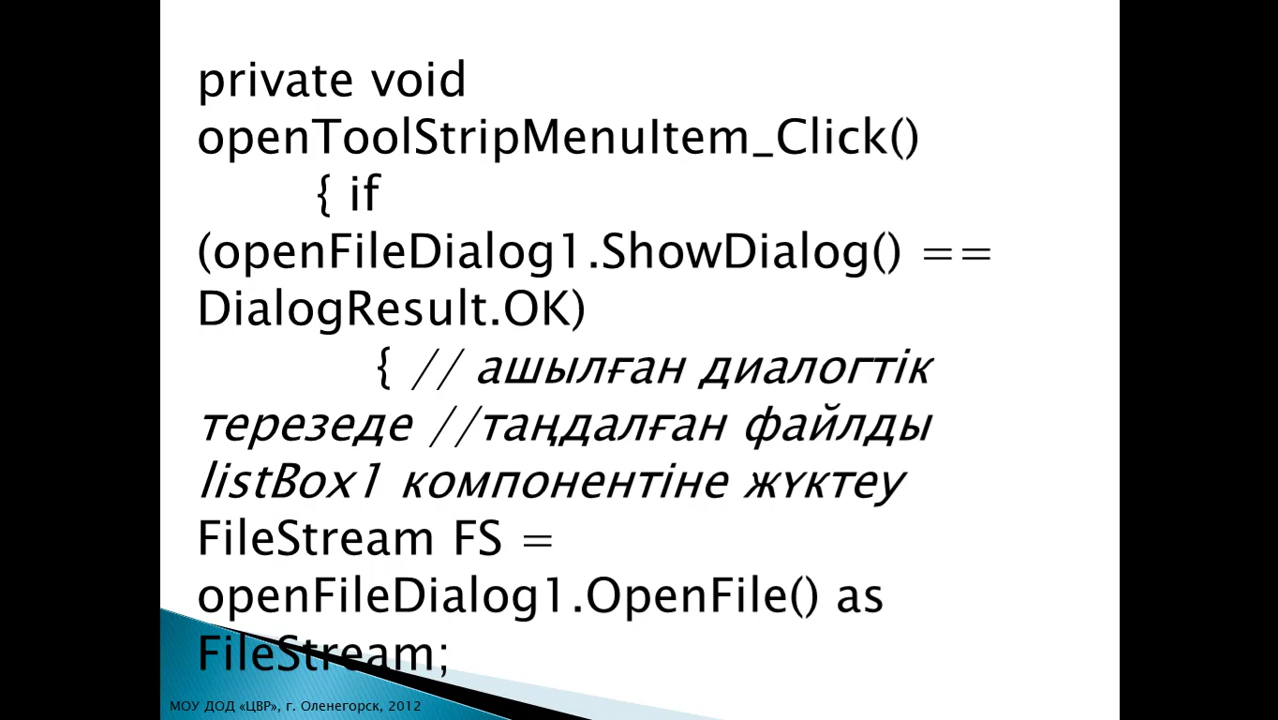 private void
openToolStripMenuItem_Click()
{ if
(openFileDialog1.ShowDialog() ==
DialogResult.OK)
{ // ашылған диалогтік
терезеде //таңдалған файлды
listBox1 компонентіне жүктеу
FileStream FS =
openFileDialog1.OpenFile() as
FileStream;
МОУ ДОД «ЦВР», г. Оленегорск, 2012